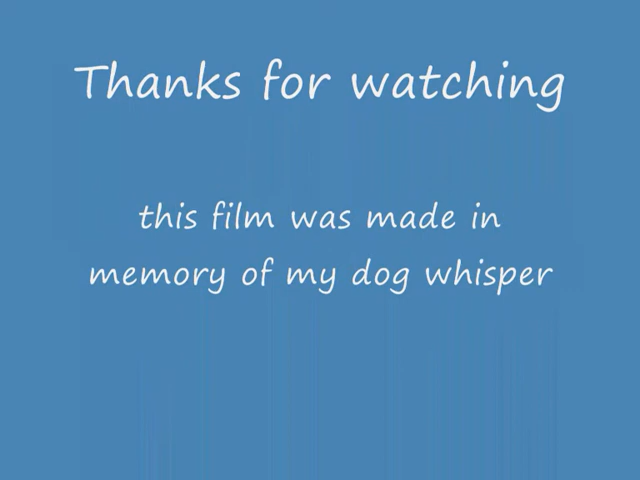 Thanks for watching
this film was made in
memory of my dog whisper